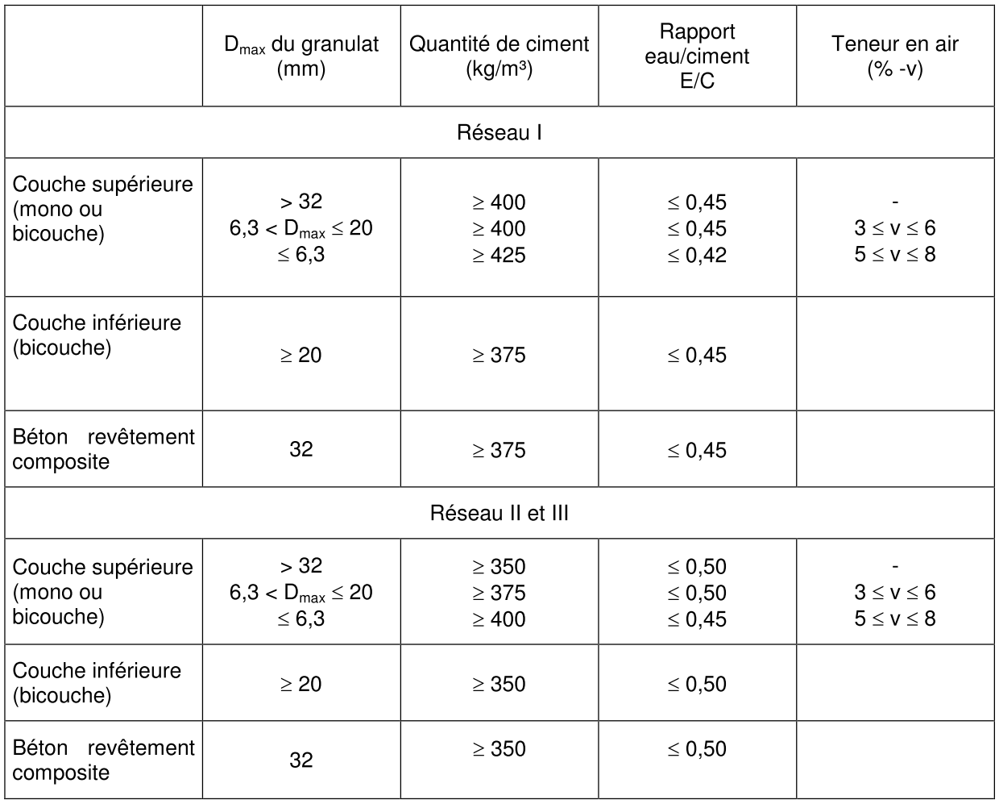 Dmax du granulat
(mm)
Quantité de ciment
(kg/m³)
Rapport
eau/ciment
E/C
Teneur en air
(% -v)
Réseau I
Couche supérieure
(mono ou
bicouche)
> 32
6,3 < Dmax ≤ 20
≤ 6,3
≥ 400
≥ 400
≥ 425
≤ 0,45
≤ 0,45
≤ 0,42
-
3 ≤ v ≤ 6
5 ≤ v ≤ 8
Couche inférieure
(bicouche)
≥ 20
≥ 375
≤ 0,45
Béton revêtement
composite
32
≥ 375
≤ 0,45
Réseau II et III
Couche supérieure
(mono ou
bicouche)
> 32
6,3 < Dmax ≤ 20
≤ 6,3
≥ 350
≥ 375
≥ 400
≤ 0,50
≤ 0,50
≤ 0,45
-
3 ≤ v ≤ 6
5 ≤ v ≤ 8
Couche inférieure
(bicouche)
≥ 20
≥ 350
≤ 0,50
Béton revêtement
composite
32
≥ 350
≤ 0,50